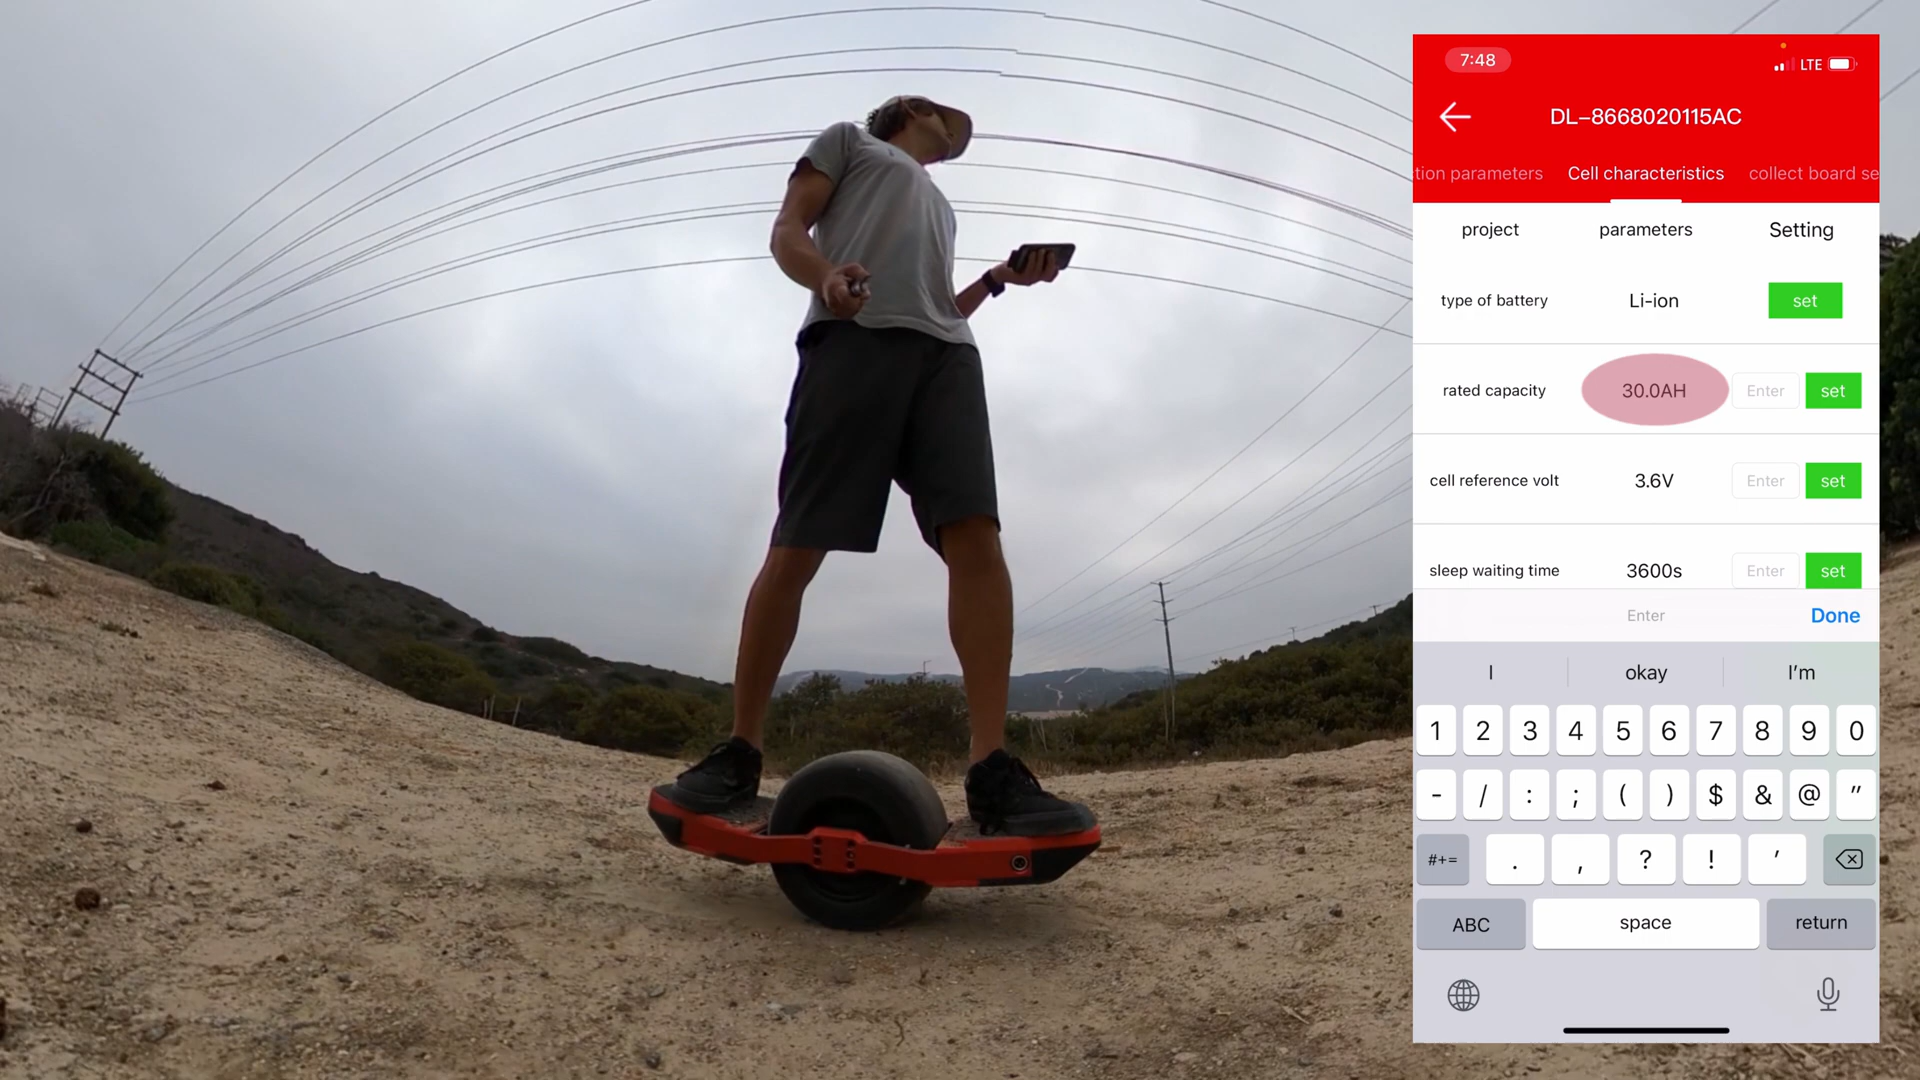 7:48
LTE
DL-8668020115AC
tion parameters Cell characteristics collect board se
project parameters Setting
type of battery Li-ion set
rated capacity 30.0AH Enter set
cell reference volt 3.6V Enter set
sleep waiting time 3600s Enter set
Enter Done
I okay I'm
1 2 3 4 5 6 7 8 9 0
- / : ; ( ) $ & @ "
#+= . , ? ! '
ABC space return